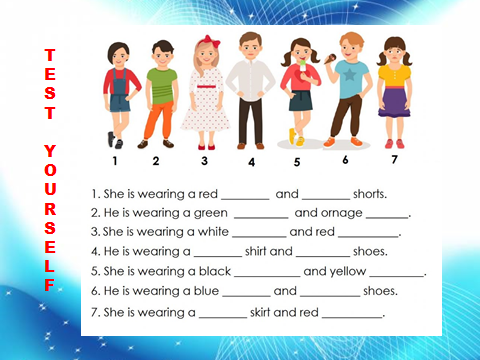 TEST YOURSELF
1 2 3 4 5 6 7
1. She is wearing a red ________ and ________ shorts.
2. He is wearing a green _________ and ornage _______.
3. She is wearing a white _________ and red __________.
4. He is wearing a ________ shirt and _________ shoes.
5. She is wearing a black ___________ and yellow _________.
6. He is wearing a blue ________ and __________ shoes.
7. She is wearing a ________ skirt and red __________.